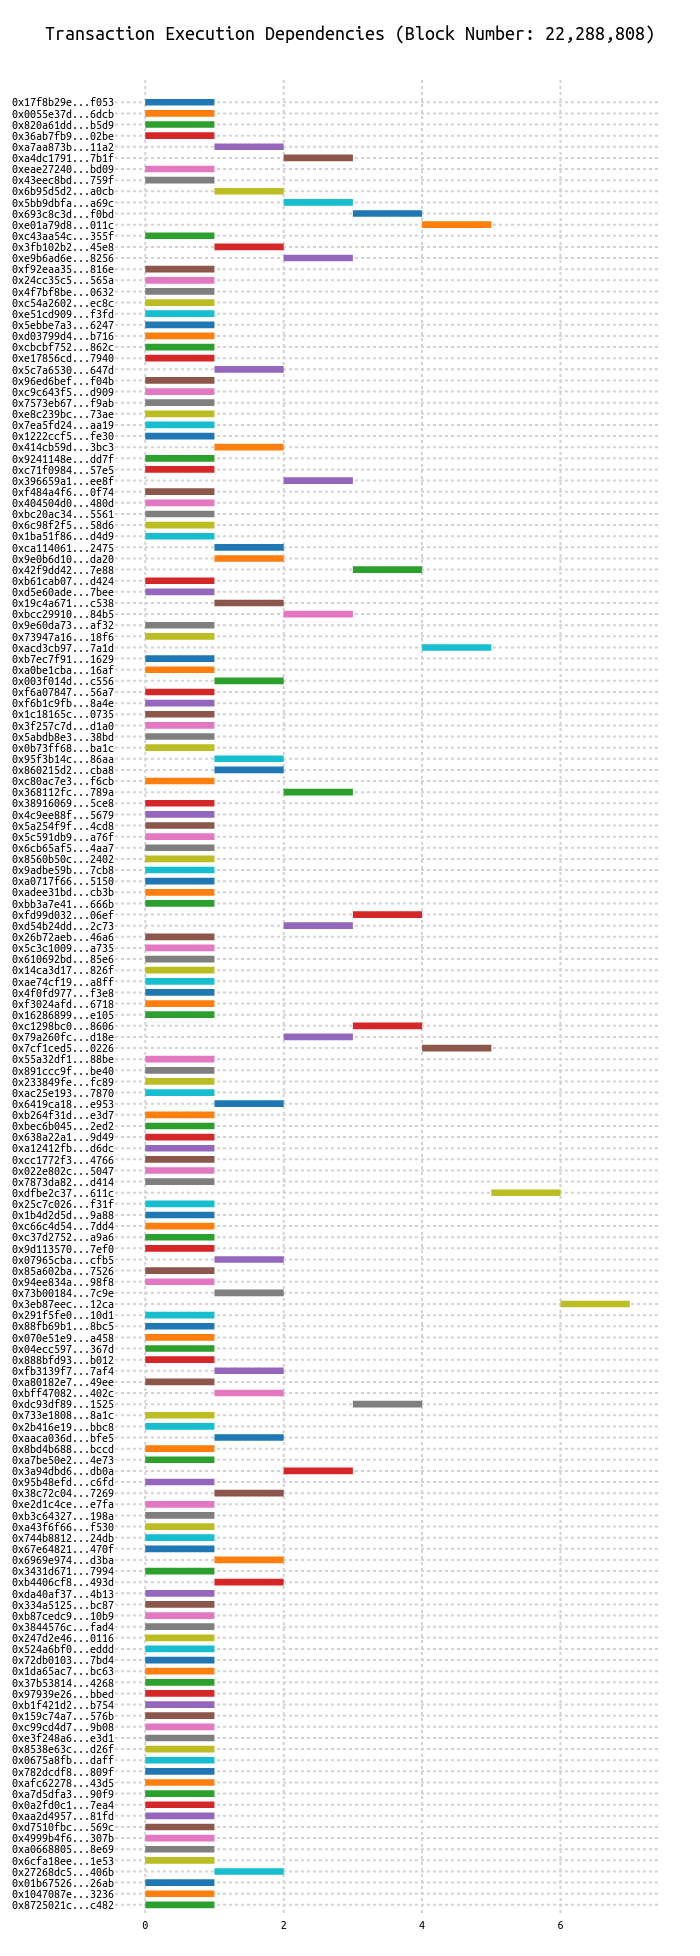 Transaction Execution Dependencies (Block Number: 22,288,808)
0x17f8b29e...f053
0x0055e37d...6dcb
0x820a61dd...b5d9
0x36ab7fb9...02be
0xa7aa873b...11a2
0xa4dc1791...7b1f
0xeae27240...bd09
0x43eec8bd...759f
0x6b95d5d2...a0cb
0x5bb9dbfa...a69c
0x693c8c3d...f0bd
0xe01a79d8...011c
0xc43aa54c...355f
0x3fb102b2...45e8
0xe9b6ad6e...8256
0xf92eaa35...816e
0x24cc35c5...565a
0x4f7bf8be...0632
0xc54a2602...ec8c
0xe51cd909...f3fd
0x5ebbe7a3...6247
0xd03799d4...b716
0xcbcbf752...862c
0xe17856cd...7940
0x5c7a6530...647d
0x96ed6bef...f04b
0xc9c643f5...d909
0x7573eb67...f9ab
0xe8c239bc...73ae
0x7ea5fd24...aa19
0x1222ccf5...fe30
0x414cb59d...3bc3
0x9241148e...dd7f
0xc71f0984...57e5
0x396659a1...ee8f
0xf484a4f6...0f74
0x404504d0...480d
0xbc20ac34...5561
0x6c98f2f5...58d6
0x1ba51f86...d4d9
0xca114061...2475
0x9e0b6d10...da20
0x42f9dd42...7e88
0xb61cab07...d424
0xd5e60ade...7bee
0x19c4a671...c538
0xbcc29910...84b5
0x9e60da73...af32
0x73947a16...18f6
0xacd3cb97...7a1d
0xb7ec7f91...1629
0xa0be1cba...16af
0x003f014d...c556
0xf6a07847...56a7
0xf6b1c9fb...8a4e
0x1c18165c...0735
0x3f257c7d...d1a0
0x5abdb8e3...38bd
0x0b73ff68...ba1c
0x95f3b14c...86aa
0x860215d2...cba8
0xc80ac7e3...f6cb
0x368112fc...789a
0x38916069...5ce8
0x4c9ee88f...5679
0x5a254f9f...4cd8
0x5c591db9...a76f
0x6cb65af5...4aa7
0x8560b50c...2402
0x9adbe59b...7cb8
0xa0717f66...5150
0xadee31bd...cb3b
0xbb3a7e41...666b
0xfd99d032...06ef
0xd54b24dd...2c73
0x26b72aeb...46a6
0x5c3c1009...a735
0x610692bd...85e6
0x14ca3d17...826f
0xae74cf19...a8ff
0x4f0fd977...f3e8
0xf3024afd...6718
0x16286899...e105
0xc1298bc0...8606
0x79a260fc...d18e
0x7cf1ced5...0226
0x55a32df1...88be
0x891ccc9f...be40
0x233849fe...fc89
0xac25e193...7870
0x6419ca18...e953
0xb264f31d...e3d7
0xbec6b045...2ed2
0x638a22a1...9d49
0xa12412fb...d6dc
0xcc1772f3...4766
0x022e802c...5047
0x7873da82...d414
0xdfbe2c37...611c
0x25c7c026...f31f
0x1b4d2d5d...9a88
0xc66c4d54...7dd4
0xc37d2752...a9a6
0x9d113570...7ef0
0x07965cba...cfb5
0x85a602ba...7526
0x94ee834a...98f8
0x73b00184...7c9e
0x3eb87eec...12ca
0x291f5fe0...10d1
0x88fb69b1...8bc5
0x070e51e9...a458
0x04ecc597...367d
0x888bfd93...b012
0xfb3139f7...7af4
0xa80182e7...49ee
0xbff47082...402c
0xdc93df89...1525
0x733e1808...8a1c
0x2b416e19...bbc8
0xaaca036d...bfe5
0x8bd4b688...bccd
0xa7be50e2...4e73
0x3a94dbd6...db0a
0x95b48efd...c6fd
0x38c72c04...7269
0xe2d1c4ce...e7fa
0xb3c64327...198a
0xa43f6f66...f530
0x744b8812...24db
0x67e64821...470f
0x6969e974...d3ba
0x3431d671...7994
0xb4406cf8...493d
0xda40af37...4b13
0x334a5125...bc87
0xb87cedc9...10b9
0x3844576c...fad4
0x247d2e46...0116
0x524a6bf0...eddd
0x72db0103...7bd4
0x1da65ac7...bc63
0x37b53814...4268
0x97939e26...bbed
0xb1f421d2...b754
0x159c74a7...576b
0xc99cd4d7...9b08
0xe3f248a6...e3d1
0x8538e63c...d26f
0x0675a8fb...daff
0x782dcdf8...809f
0xafc62278...43d5
0xa7d5dfa3...90f9
0x0a2fd0c1...7ea4
0xaa2d4957...81fd
0xd7510fbc...569c
0x4999b4f6...307b
0xa0668805...8e69
0x6cfa18ee...1e53
0x27268dc5...406b
0x01b67526...26ab
0x1047087e...3236
0x8725021c...c482
0 2 4 6